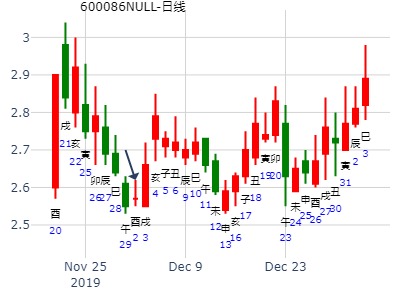 600086NULL-日线
3
2.9
2.8
2.7
2.6
2.5
酉 20
戌 21
亥 22
寅 25
卯 26
辰 27
巳 28
午 29
酉 2
戌 3
亥 4
子 5
丑 6
辰 9
巳 10
午 11
未 12
申 13
亥 16
子 17
丑 18
寅 19
卯 20
午 23
未 24
申 25
酉 26
戌 27
丑 30
寅 31
辰 2
巳 3
Nov 25
2019
Dec 9
Dec 23